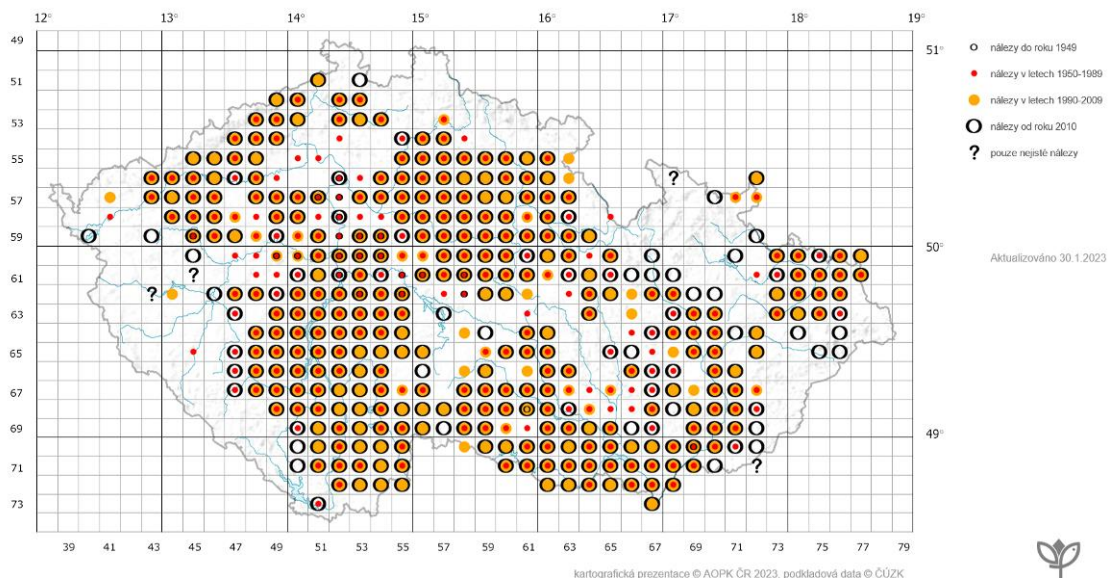 12° 13° 14° 15° 16° 17° 18° 19°
49
51°
51
53
55
57
59
50°
61
63
65
67
69
49°
71
73
39 41 43 45 47 49 51 53 55 57 59 61 63 65 67 69 71 73 75 77 79
nálezy do roku 1949
nálezy v letech 1950-1989
nálezy v letech 1990-2009
nálezy od roku 2010
? pouze nejisté nálezy
Aktualizováno 30.1.2023
?
?
?
?
kartografická prezentace © AOPK ČR 2023, podkladová data © ČÚZK